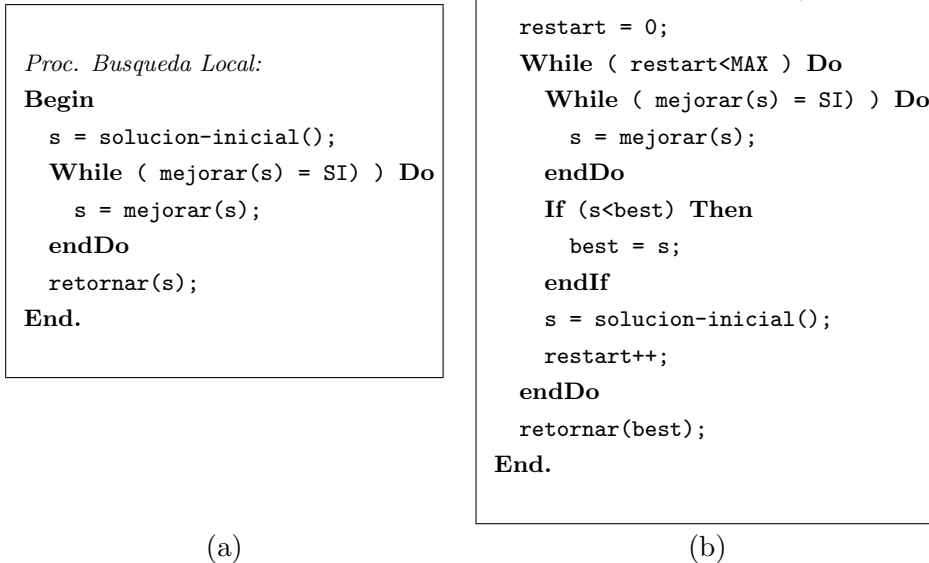 Proc. Busqueda Local:
Begin
s = solucion-inicial();
While ( mejorar(s) = SI) ) Do
s = mejorar(s);
endDo
retornar(s);
End.
(a)
restart = 0;
While ( restart<MAX ) Do
While ( mejorar(s) = SI) ) Do
s = mejorar(s);
endDo
If (s<best) Then
best = s;
endIf
s = solucion-inicial();
restart++;
endDo
retornar(best);
End.
(b)